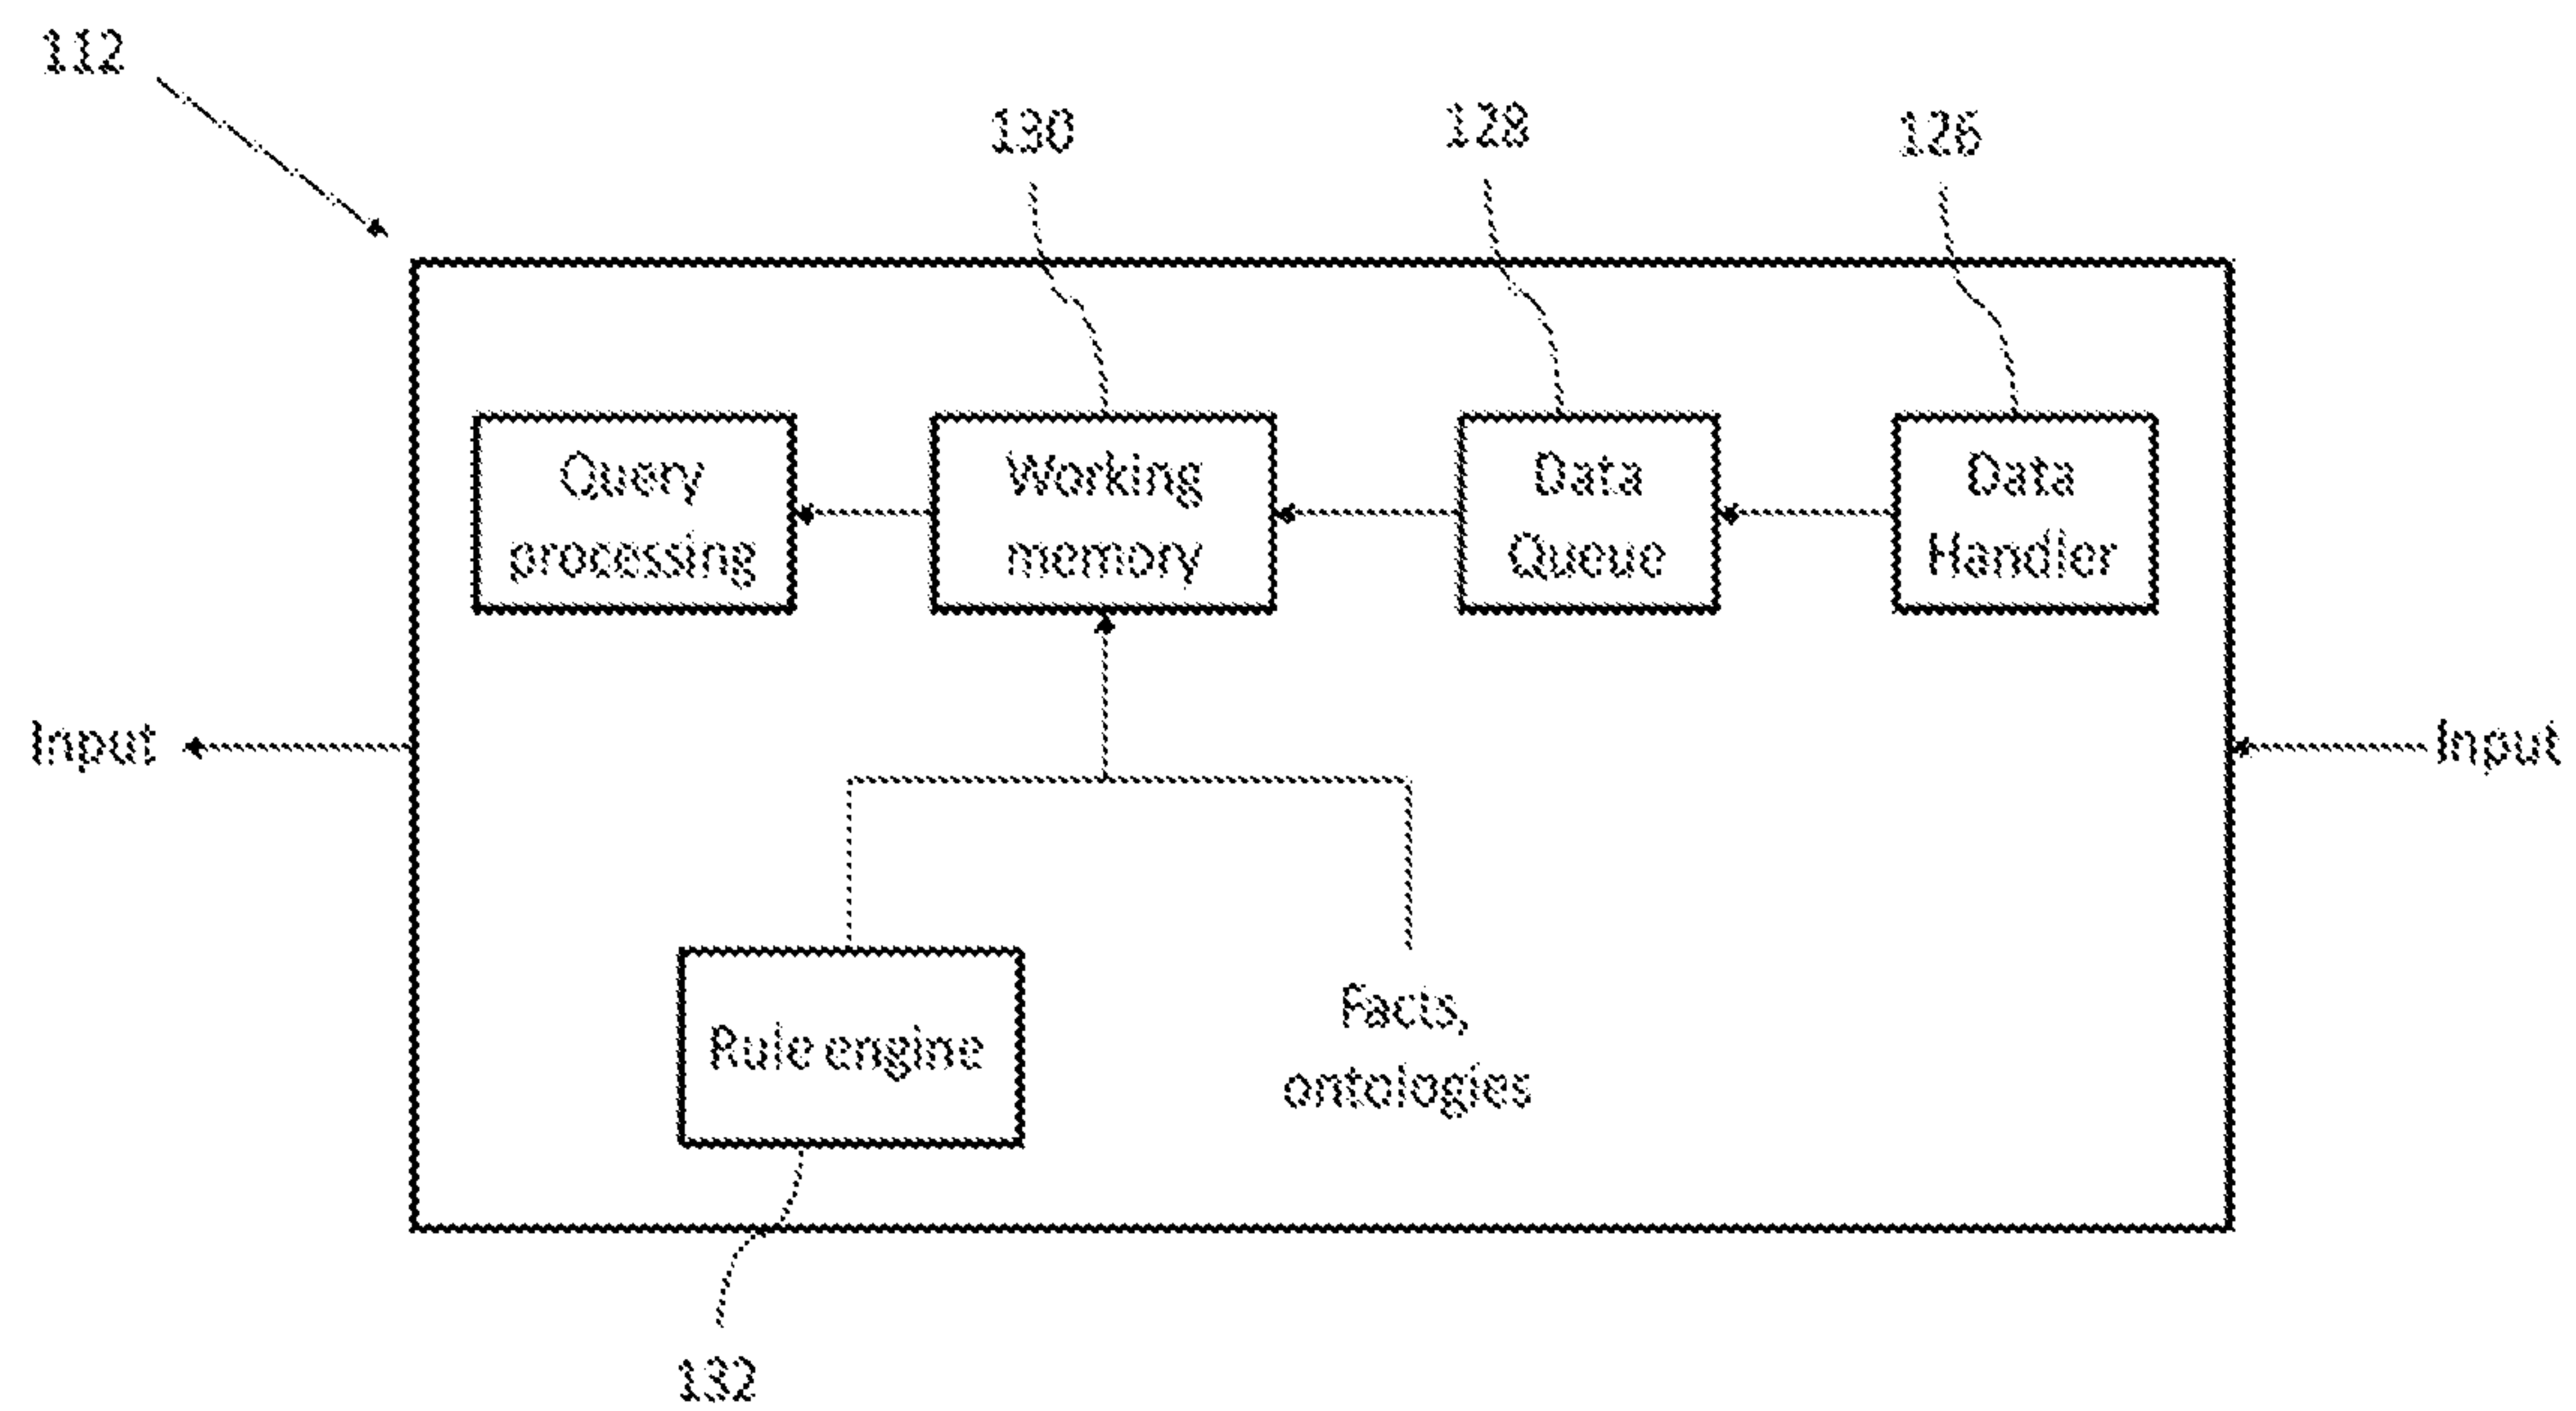 112
130
128
126
Query
processing
Working
memory
Data
Queue
Data
Handler
Input
Input
Rule engine
Facts,
ontologies
132